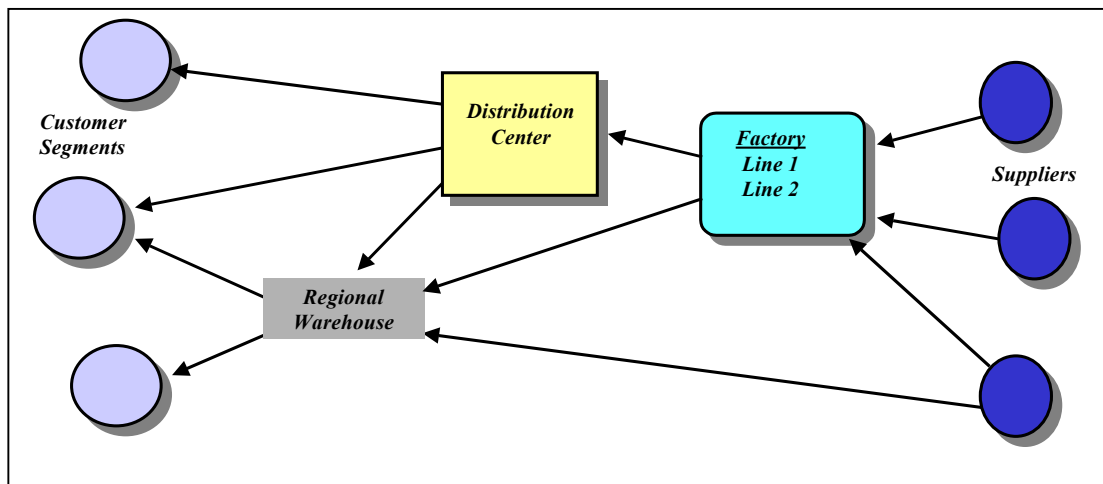 Customer
Segments
Distribution
Center
Factory
Line 1
Line 2
Suppliers
Regional
Warehouse